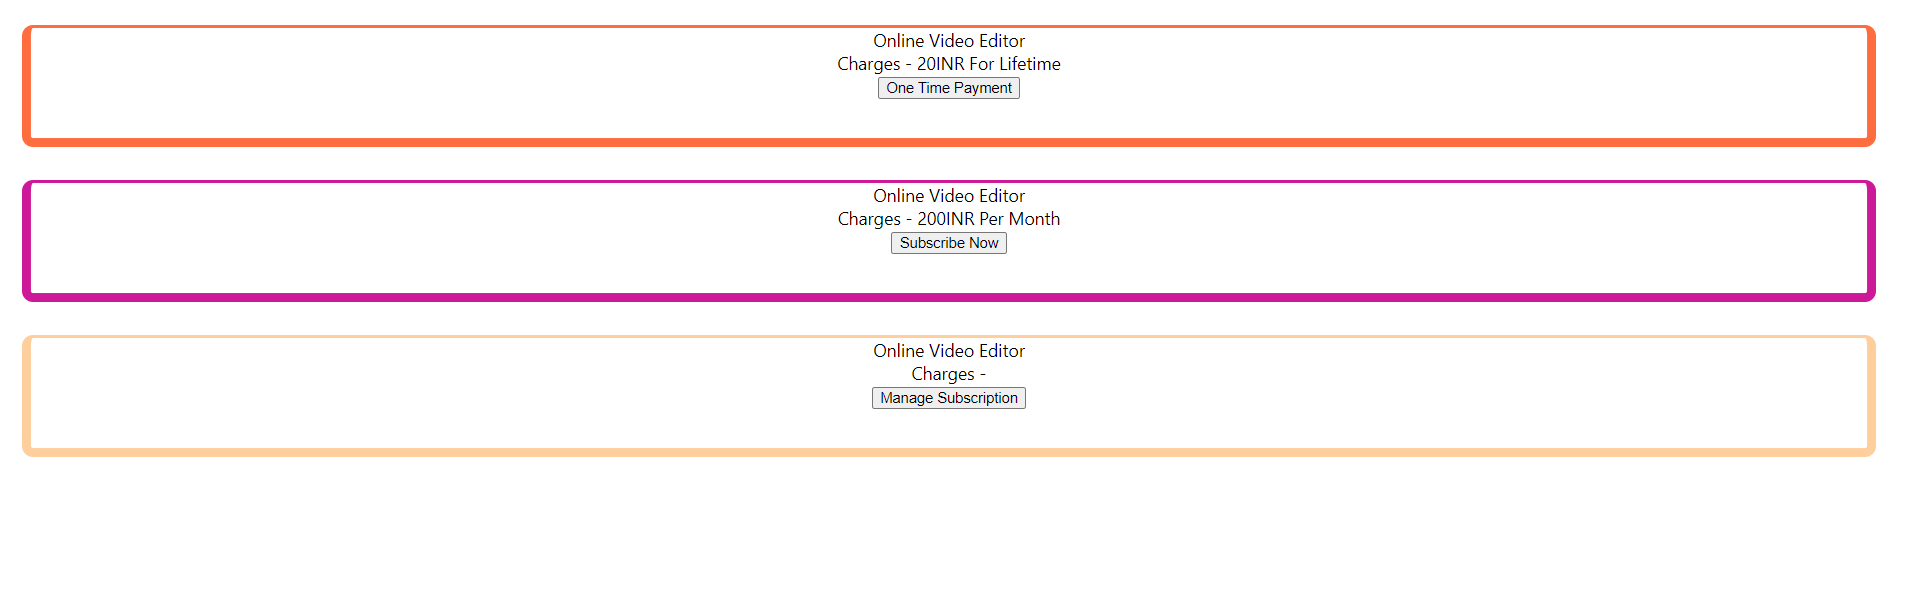 Online Video Editor
Charges - 20INR For Lifetime
One Time Payment
Online Video Editor
Charges - 200INR Per Month
Subscribe Now
Online Video Editor
Charges -
Manage Subscription